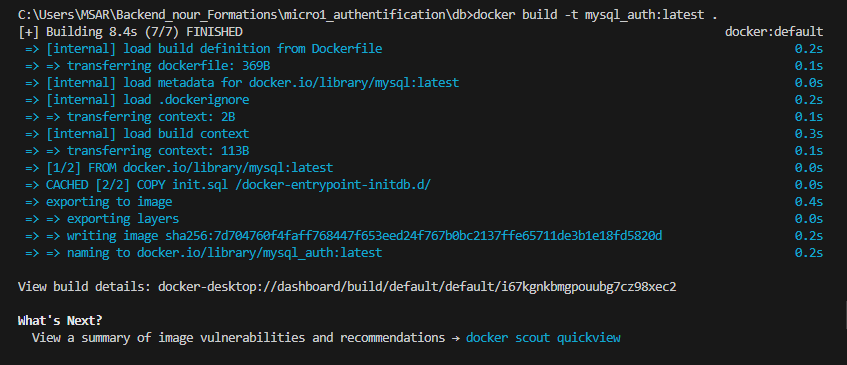 C:\Users\MSAR\Backend_nour_Formations\micro1_authentification\db>docker build -t mysql_auth:latest .
[+] Building 8.4s (7/7) FINISHED docker:default
=> [internal] load build definition from Dockerfile 0.2s
=> => transferring dockerfile: 369B 0.1s
=> [internal] load metadata for docker.io/library/mysql:latest 0.0s
=> [internal] load .dockerignore 0.2s
=> => transferring context: 2B 0.1s
=> [internal] load build context 0.3s
=> => transferring context: 113B 0.1s
=> [1/2] FROM docker.io/library/mysql:latest 0.0s
=> CACHED [2/2] COPY init.sql /docker-entrypoint-initdb.d/ 0.0s
=> exporting to image 0.4s
=> => exporting layers 0.0s
=> => writing image sha256:7d704760f4faff768447f653eed24f767b0bc2137ffe65711de3b1e18fd5820d 0.2s
=> => naming to docker.io/library/mysql_auth:latest 0.2s
View build details: docker-desktop://dashboard/build/default/default/i67kgnkbmgpouubg7cz98xec2
What's Next?
View a summary of image vulnerabilities and recommendations → docker scout quickview